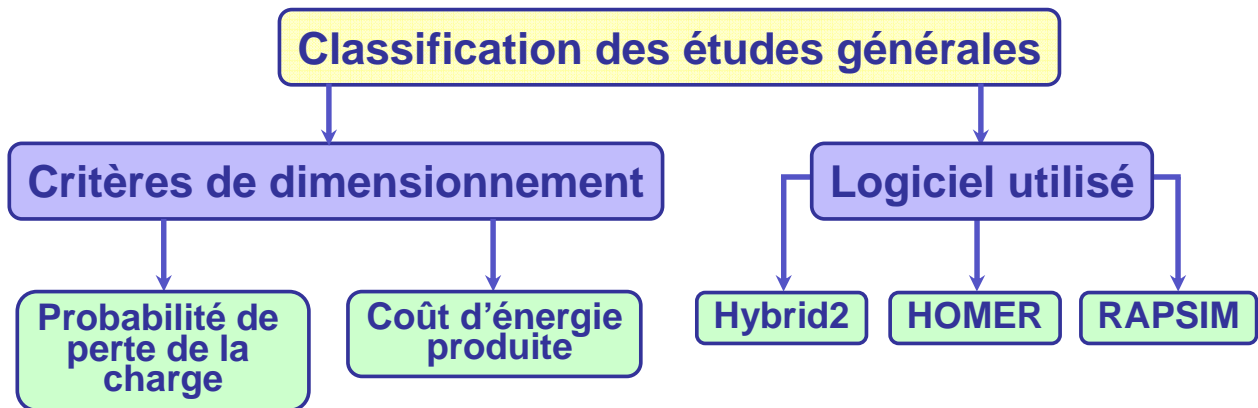 Classification des études générales
Critères de dimensionnement
Logiciel utilisé
Probabilité de
perte de la
charge
Coût d’énergie
produite
Hybrid2
HOMER
RAPSIM